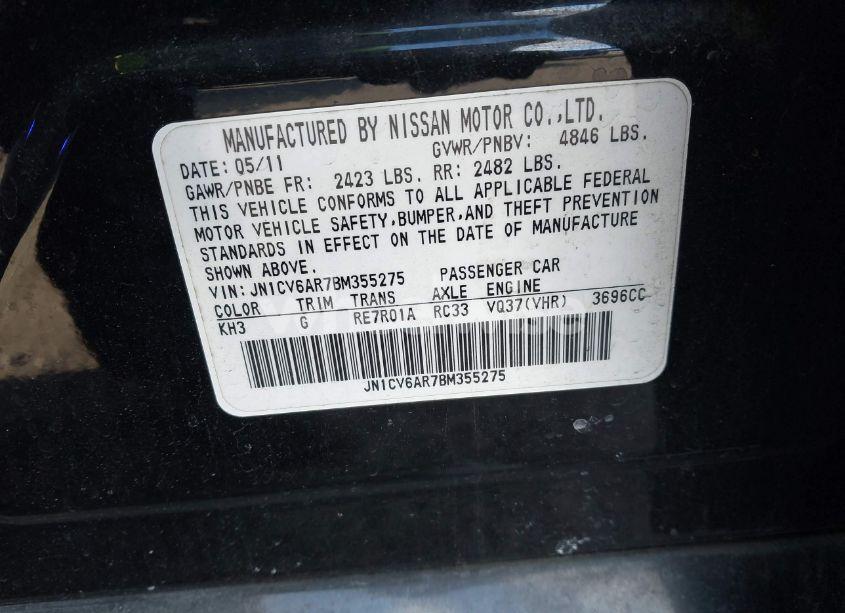 MANUFACTURED BY NISSAN MOTOR CO.,LTD.
DATE: 05/11 GVWR/PNBV: 4846 LBS.
GAWR/PNBE FR: 2423 LBS. RR: 2482 LBS.
THIS VEHICLE CONFORMS TO ALL APPLICABLE FEDERAL
MOTOR VEHICLE SAFETY,BUMPER,AND THEFT PREVENTION
STANDARDS IN EFFECT ON THE DATE OF MANUFACTURE
SHOWN ABOVE.
VIN: JN1CV6AR7BM355275 PASSENGER CAR
COLOR TRIM TRANS AXLE ENGINE
KH3 G RE7R01A RC33 VQ37(VHR) 3696CC
JN1CV6AR7BM355275